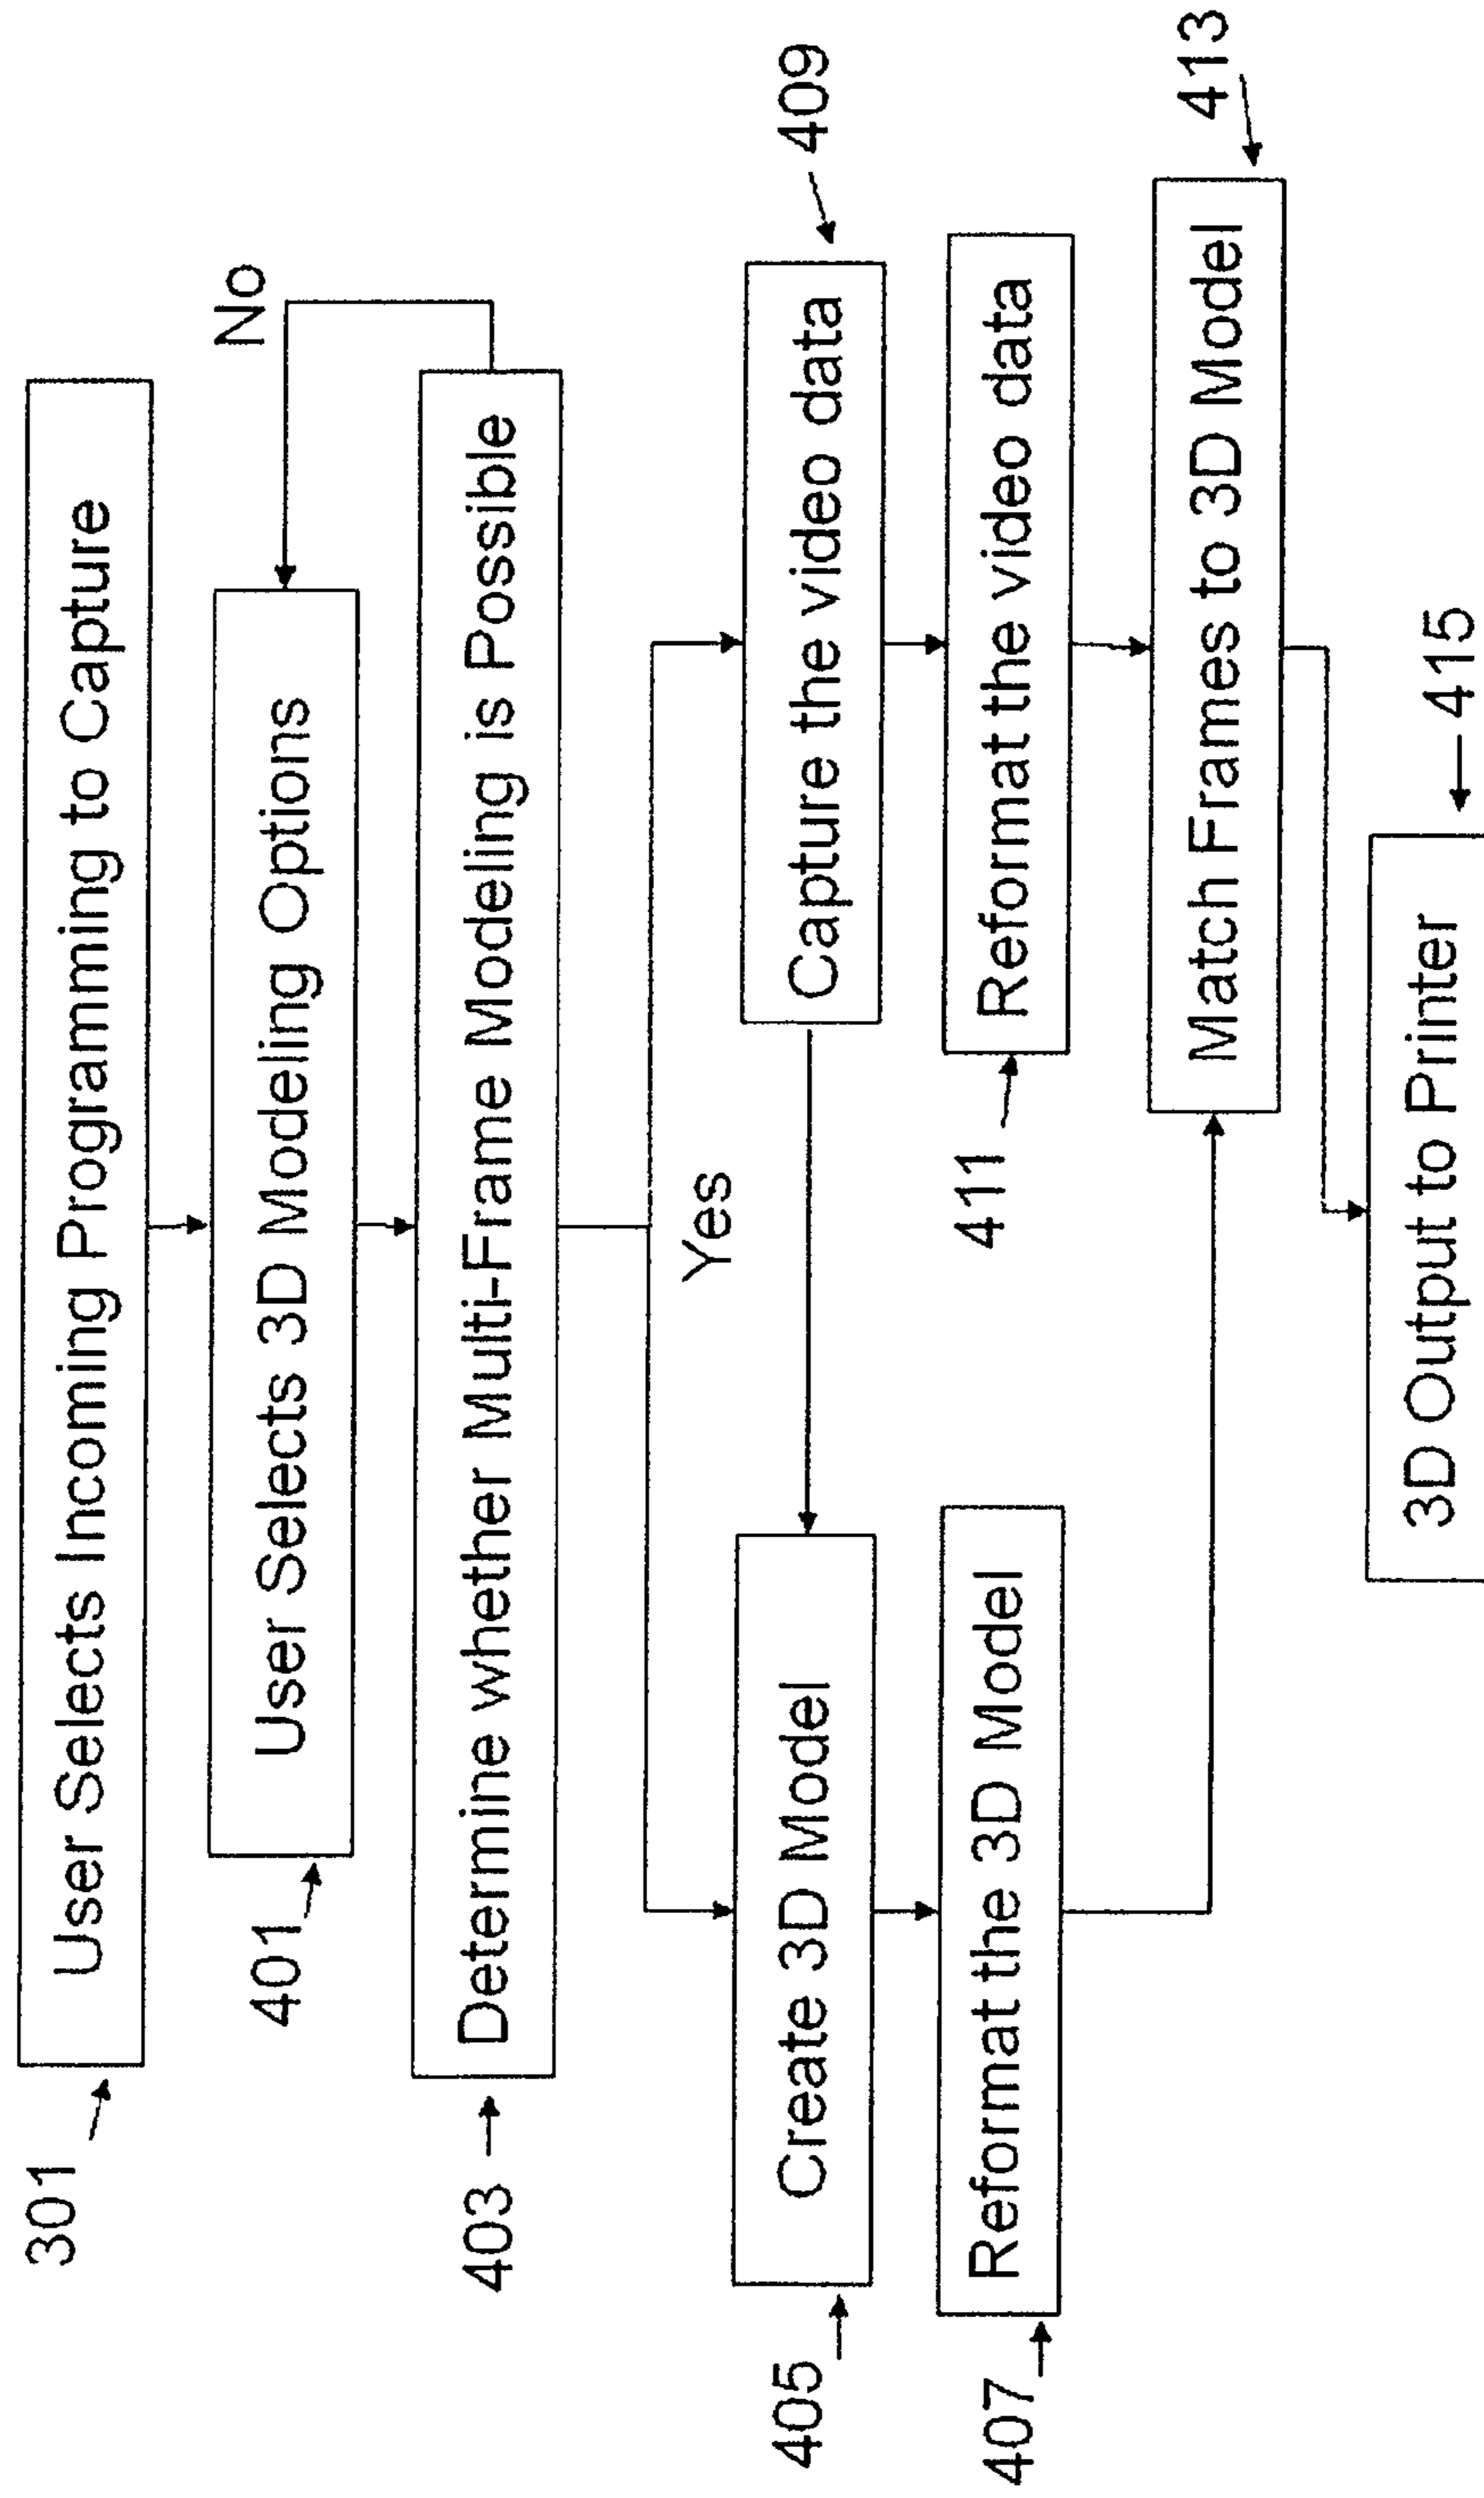 301
User Selects Incoming Programming to Capture
401
User Selects 3D Modeling Options
No
403
Determine whether Multi-Frame Modeling is Possible
Yes
405
Create 3D Model
Capture the video data
409
407
Reformat the 3D Model
411
Reformat the video data
Match Frames to 3D Model
413
3D Output to Printer
415